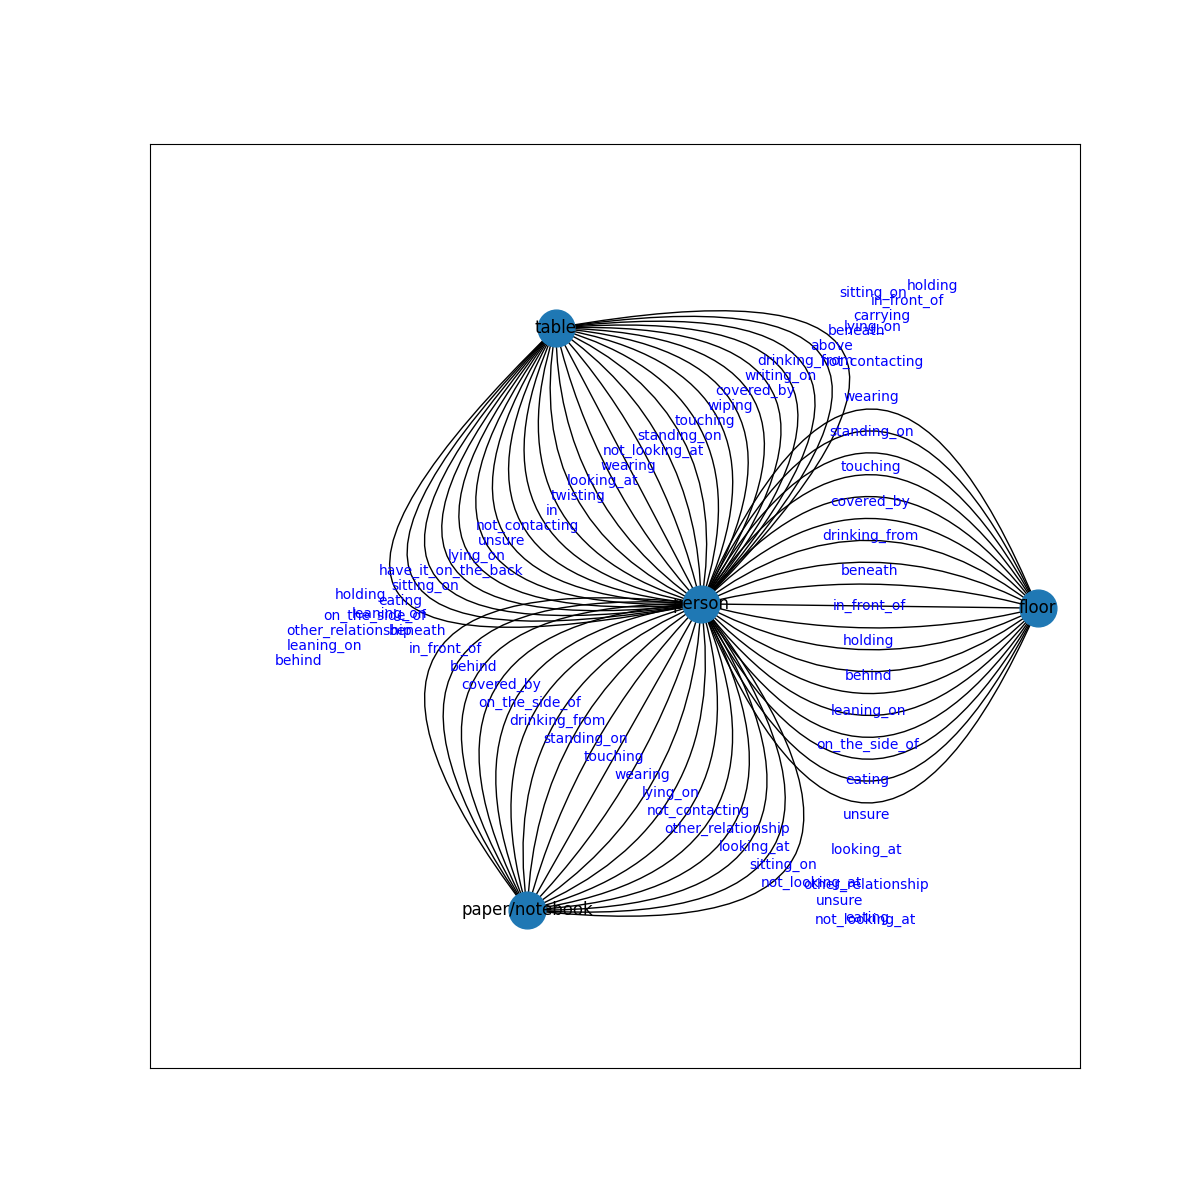 holding
sitting_on
in_front_of
carrying
lying_on
table
beneath
above
drinking_from
not_contacting
writing_on
covered_by
wearing
wiping
touching
standing_on
standing_on
not_looking_at
wearing
touching
looking_at
twisting
covered_by
in
not_contacting
drinking_from
unsure
lying_on
have_it_on_the_back
beneath
sitting_on
holding
eating
person
in_front_of
floor
leaning_on
on_the_side_of
other_relationship
beneath
holding
leaning_on
in_front_of
behind
behind
behind
covered_by
on_the_side_of
leaning_on
drinking_from
standing_on
on_the_side_of
touching
wearing
eating
lying_on
not_contacting
unsure
other_relationship
looking_at
looking_at
sitting_on
not_looking_at
other_relationship
unsure
paper/notebook
eating
not_looking_at